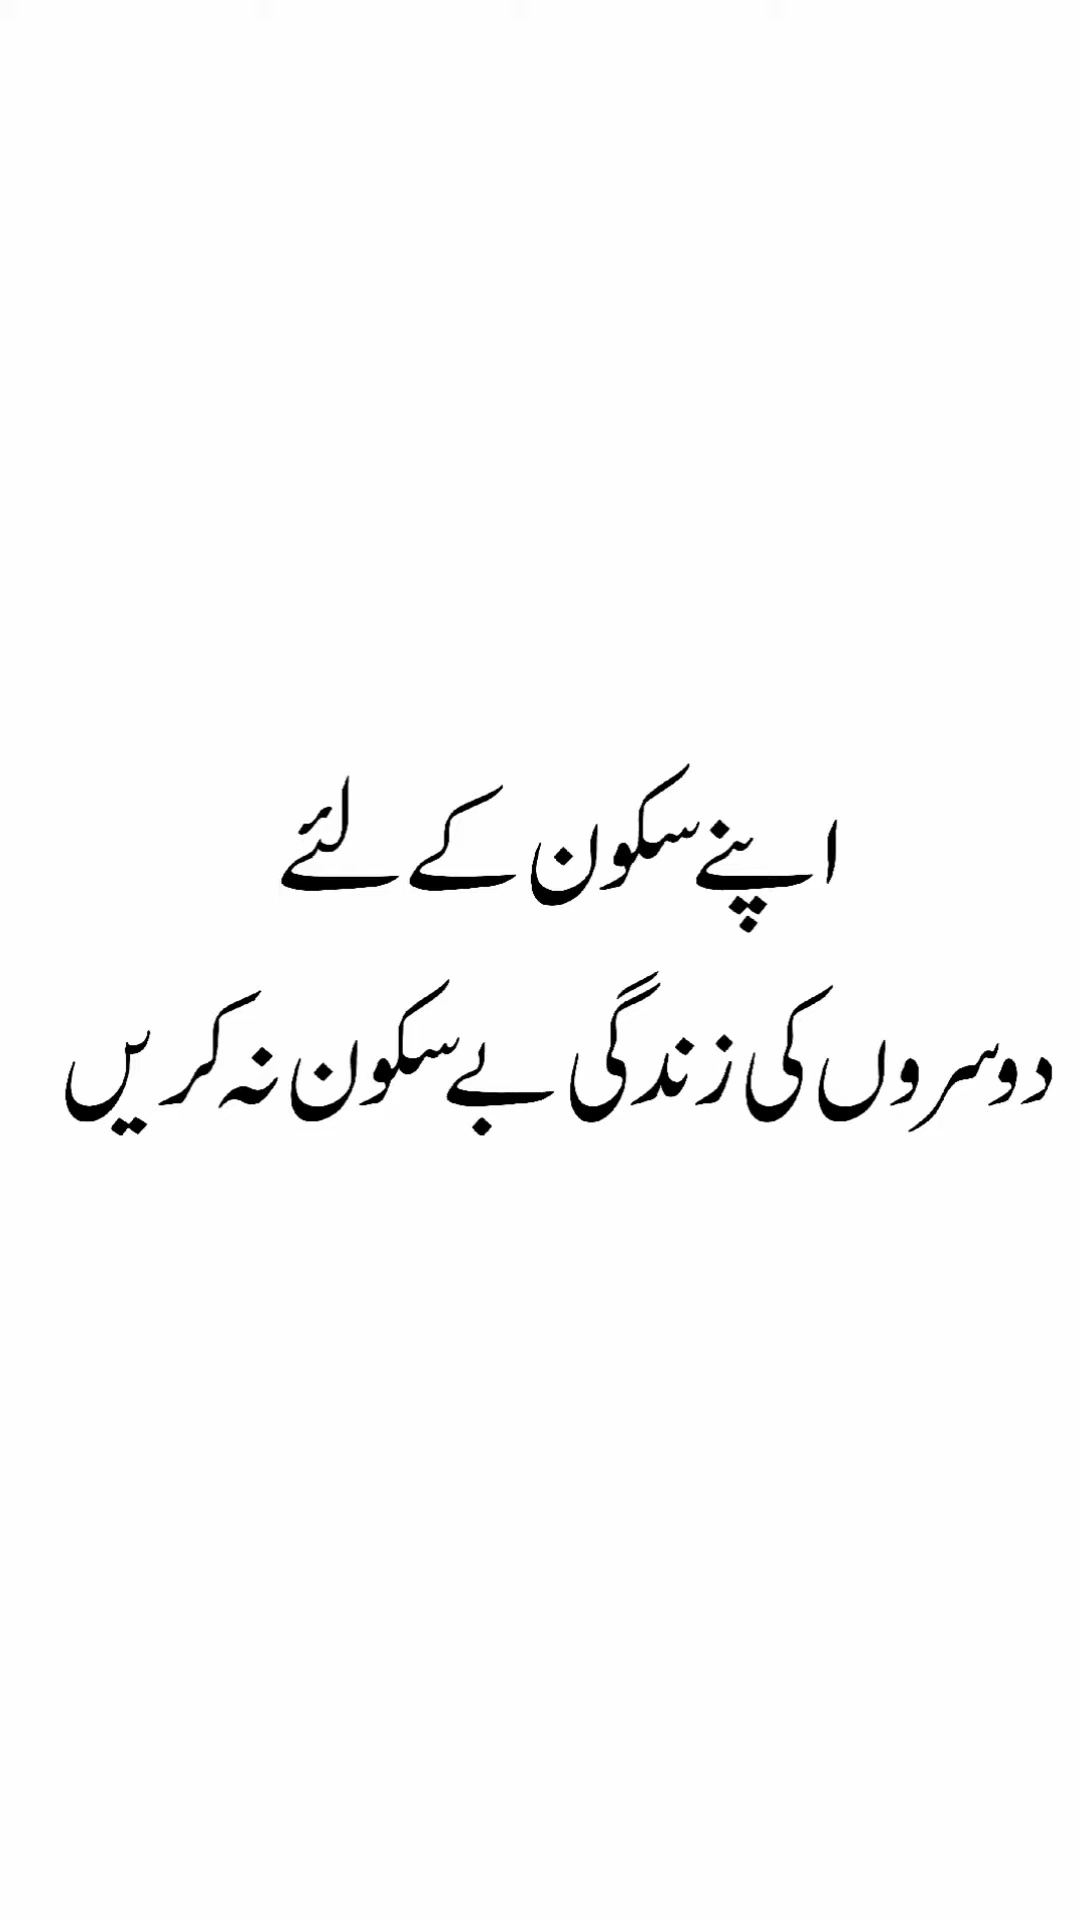 اپنے سکون کے لئے
دوسروں کی زندگی بے سکون نہ کریں